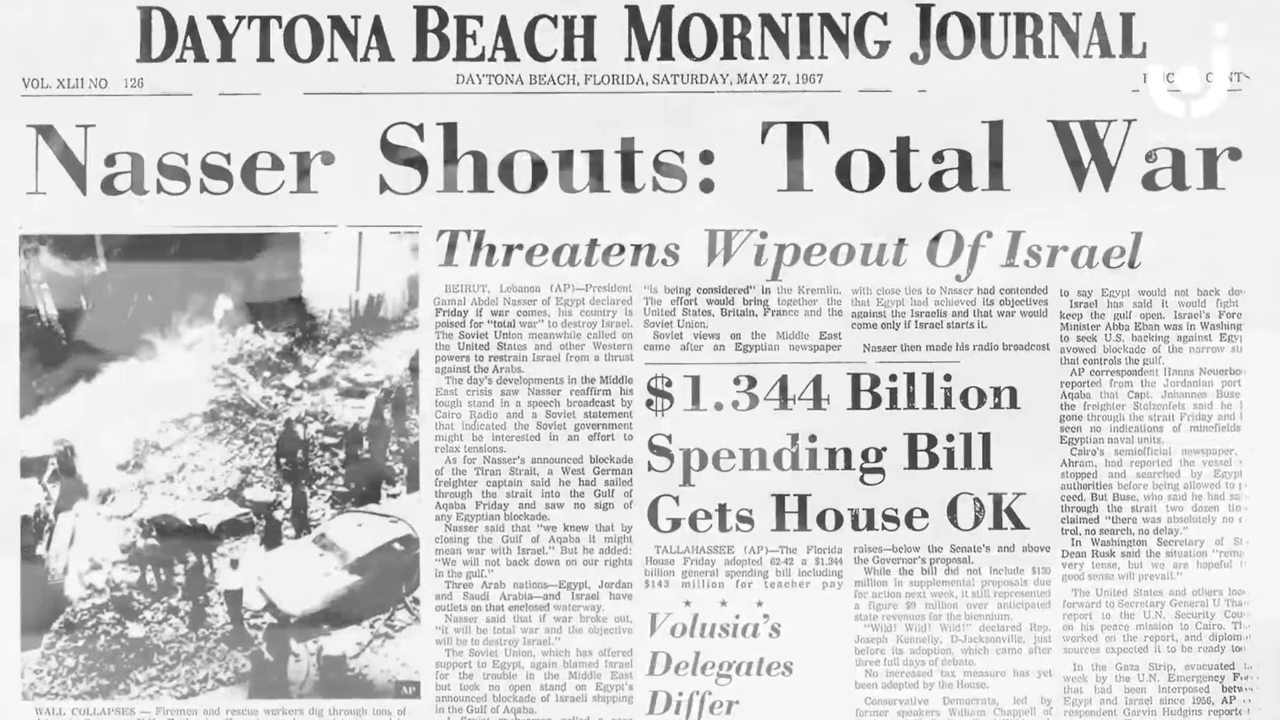 DAYTONA BEACH MORNING JOURNAL
VOL. XLII NO 126
DAYTONA BEACH, FLORIDA, SATURDAY, MAY 27, 1967
Nasser Shouts: Total War
Threatens Wipeout Of Israel
AP
WALL COLLAPSES — Firemen and rescue workers dig through tons of
BEIRUT, Lebanon (AP)—President
Gamal Abdel Nasser of Egypt declared
Friday if war comes, his country is
poised for "total war" to destroy Israel.
The Soviet Union meanwhile called on
the United States and other Western
powers to restrain Israel from a thrust
against the Arabs.
The day's developments in the Middle
East crisis saw Nasser reaffirm his
tough stand in a speech broadcast by
Cairo Radio and a Soviet statement
that indicated the Soviet government
might be interested in an effort to
relax tensions.
As for Nasser's announced blockade
of the Tiran Strait, a West German
freighter captain said he had sailed
through the strait into the Gulf of
Aqaba Friday and saw no sign of
any Egyptian blockade.
Nasser said that "we knew that by
closing the Gulf of Aqaba it might
mean war with Israel." But he added:
"We will not back down on our rights
in the gulf."
Three Arab nations—Egypt, Jordan
and Saudi Arabia—and Israel have
outlets on that enclosed waterway.
Nasser said that if war broke out,
"it will be total war and the objective
will be to destroy Israel."
The Soviet Union, which has offered
support to Egypt, again blamed Israel
for the trouble in the Middle East
but took no open stand on Egypt's
announced blockade of Israeli shipping
in the Gulf of Aqaba.
"is being considered" in the Kremlin.
The effort would bring together the
United States, Britain, France and the
Soviet Union.
Soviet views on the Middle East
came after an Egyptian newspaper
with close ties to Nasser had contended
that Egypt had achieved its objectives
against the Israelis and that war would
come only if Israel starts it.
Nasser then made his radio broadcast
$1.344 Billion
Spending Bill
Gets House OK
TALLAHASSEE (AP)—The Florida
House Friday adopted 62-42 a $1.344
billion general spending bill including
$143 million for teacher pay
★ ★ ★
Volusia's
Delegates
Differ
raises—below the Senate's and above
the Governor's proposal.
While the bill did not include $130
million in supplemental proposals due
for action next week, it still represented
a figure $9 million over anticipated
state revenues for the biennium.
"Wild! Wild! Wild!" declared Rep.
Joseph Kennelly, D-Jacksonville, just
before its adoption, which came after
three full days of debate.
No increased tax measure has yet
been adopted by the House.
Conservative Democrats, led by
former speakers William Chappell of
to say Egypt would not back
Israel has said it would fight
keep the gulf open. Israel's
Minister Abba Eban was in
to seek U.S. backing against
avowed blockade of the narrow
that controls the gulf.
AP correspondent Hanns
reported from the Jordanian port
Aqaba that Capt. Johannes Buse
the freighter Stolzenfels said he
gone through the strait Friday and
seen no indications of minefields
Egyptian naval units.
Cairo's semiofficial newspaper,
Ahram, had reported the vessel
stopped and searched by
authorities before being allowed to
ceed. But Buse, who said he had
through the strait two dozen
claimed "there was absolutely no
trol, no search, no delay."
In Washington Secretary of
Dean Rusk said the situation
very tense, but we are hopeful
good sense will prevail."
The United States and others
forward to Secretary General U
report to the U.N. Security
on his peace mission to Cairo.
worked on the report, and
sources expected it to be ready
In the Gaza Strip, evacuated
week by the U.N. Emergency
that had been interposed
Egypt and Israel since 1956, AP
respondent Garvin Hudgins